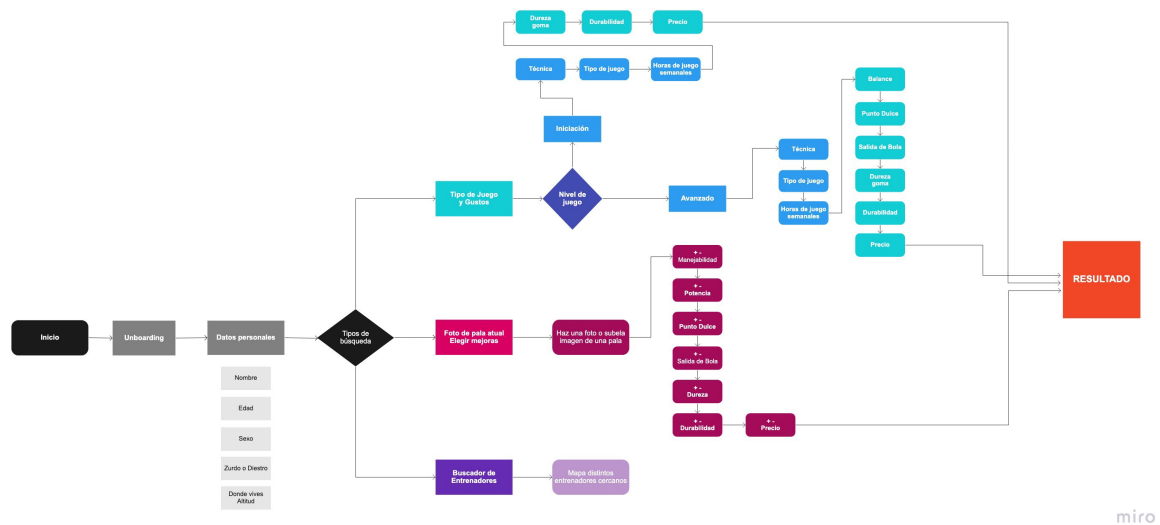 Dureza
goma
Durabilidad
Precio
Técnica
Tipo de juego
Horas de juego
semanales
Iniciación
Balance
Punto Dulce
Salida de Bola
Dureza
goma
Durabilidad
Precio
Técnica
Tipo de juego
Horas de juego
semanales
Tipo de Juego
y Gustos
Nivel de
juego
Avanzado
+ -
Manejabilidad
+ -
Potencia
+ -
Punto Dulce
+ -
Salida de Bola
+ -
Dureza
+ -
Durabilidad
+ -
Precio
RESULTADO
Inicio
Unboarding
Datos personales
Tipos de
búsqueda
Foto de pala atual
Elegir mejoras
Haz una foto o subela
imagen de una pala
Nombre
Edad
Sexo
Zurdo o Diestro
Donde vives
Altitud
Buscador de
Entrenadores
Mapa distintos
entrenadores cercanos
miro